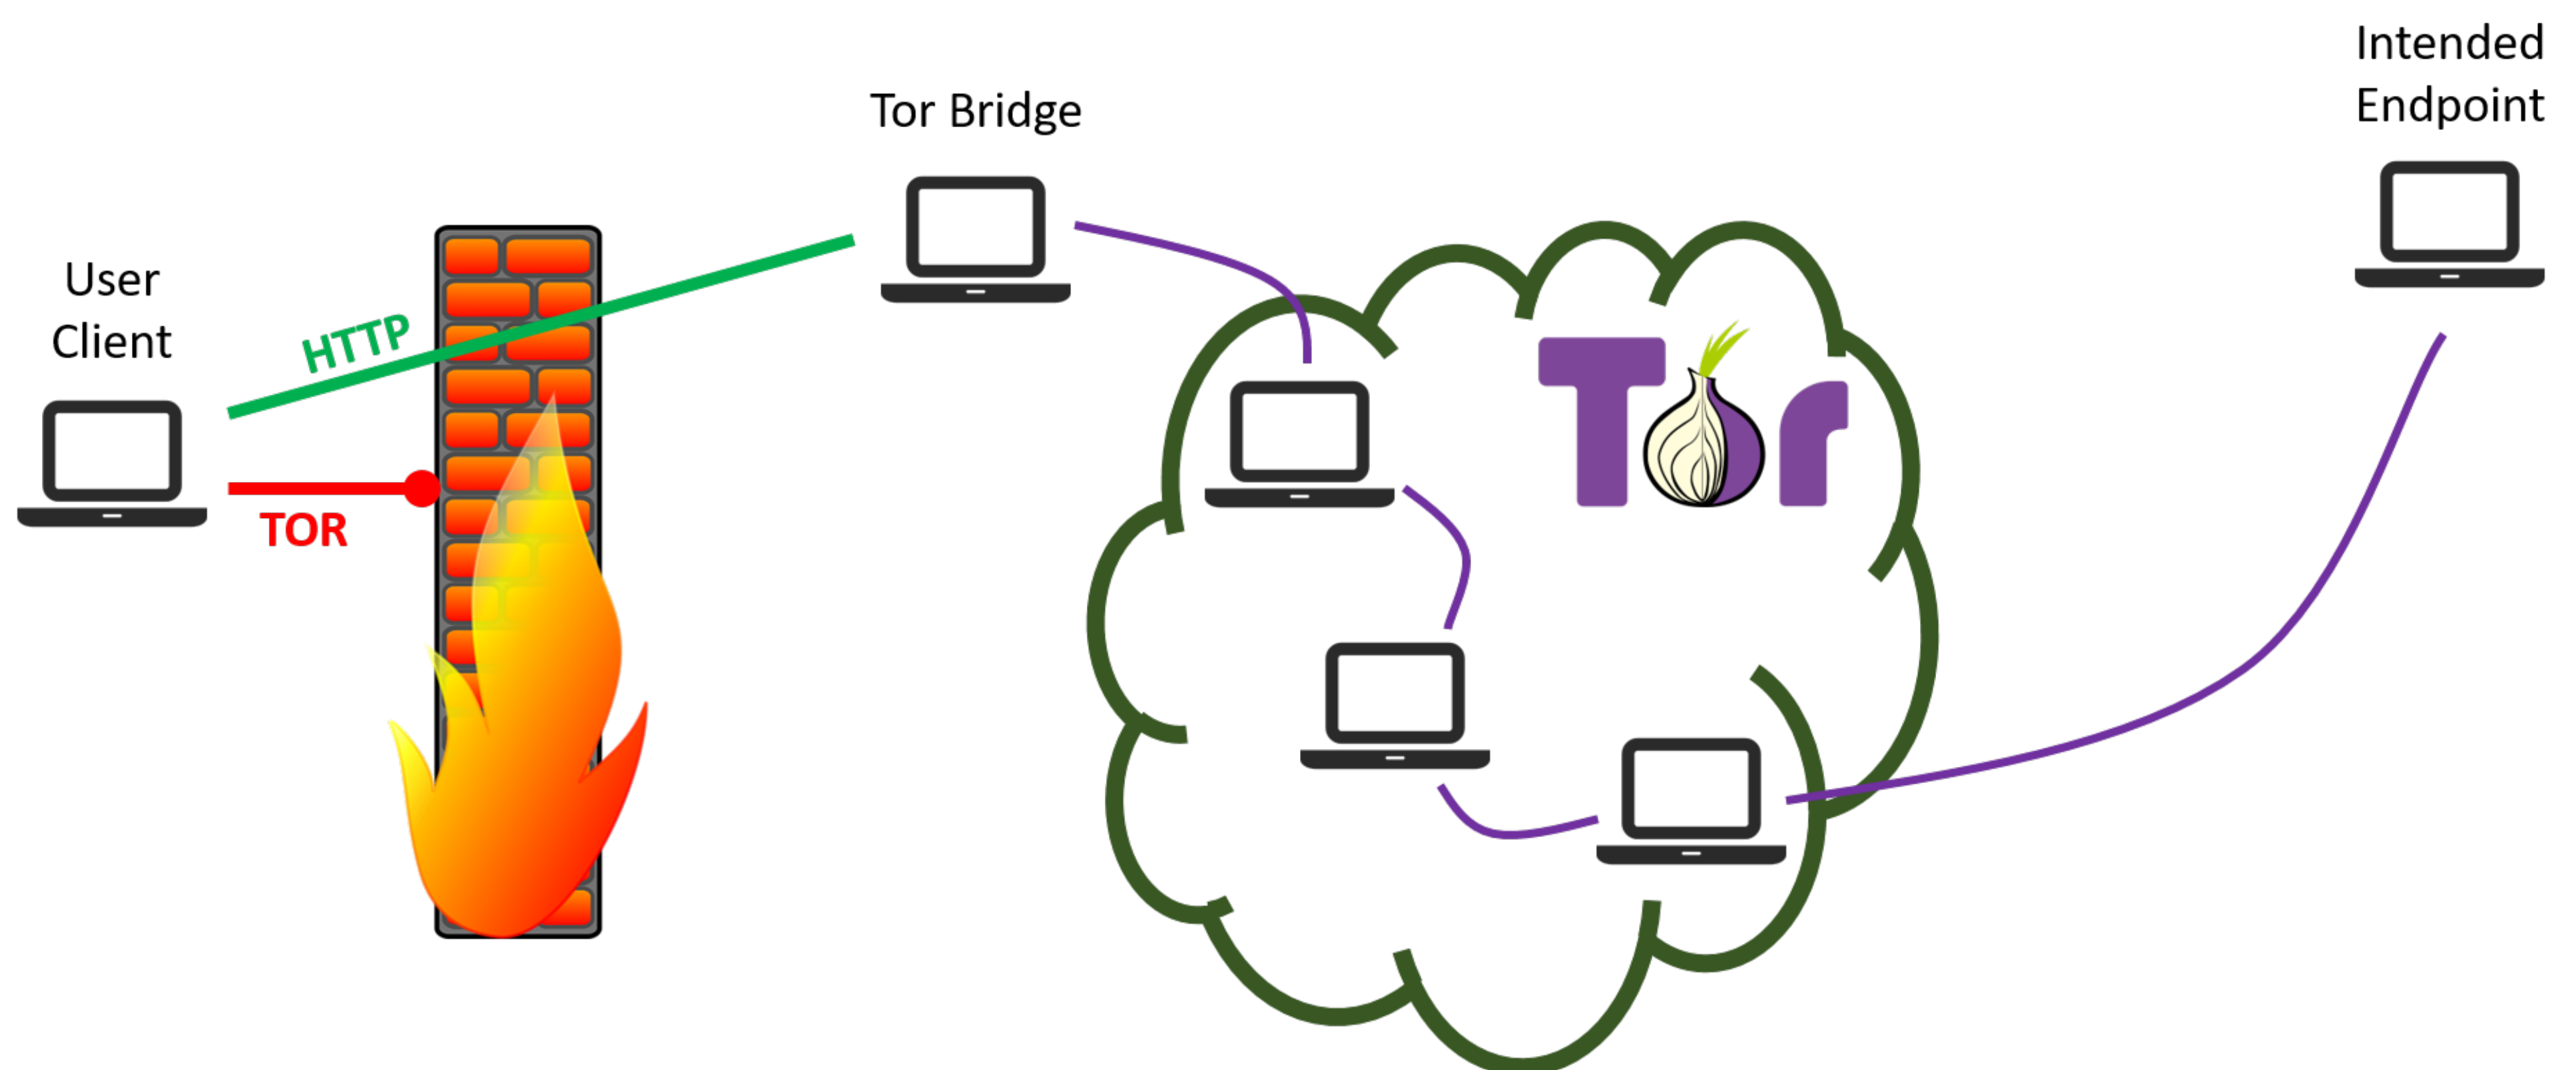 Intended
Endpoint
Tor Bridge
User
Client
HTTP
TOR
Tor